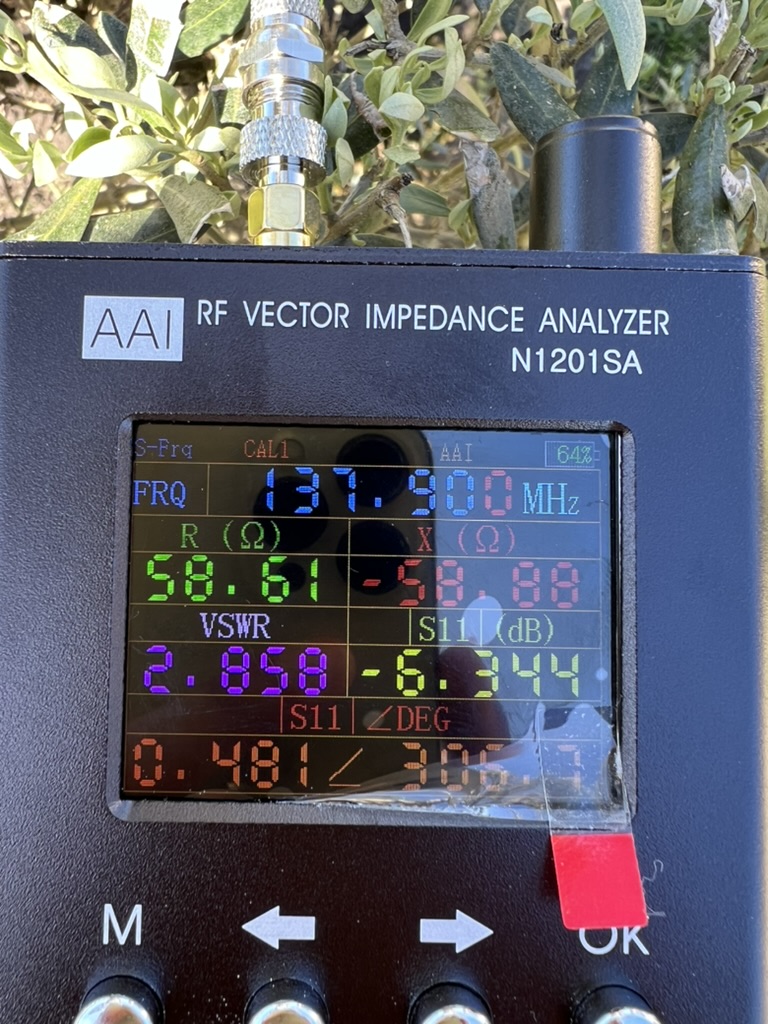 AAI RF VECTOR IMPEDANCE ANALYZER
N1201SA
S-Frq CAL1 AAI 64%
FRQ 137.900 MHz
R (Ω) X (Ω)
58.61 -58.88
VSWR |S11| (dB)
2.858 -6.344
|S11| ∠DEG
0.481 ∠
M ← → OK